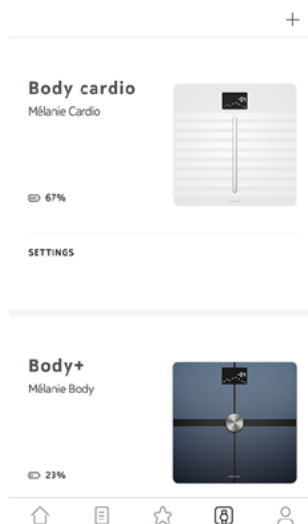 Body cardio
Mélanie Cardio
67%
SETTINGS
Body+
Mélanie Body
23%